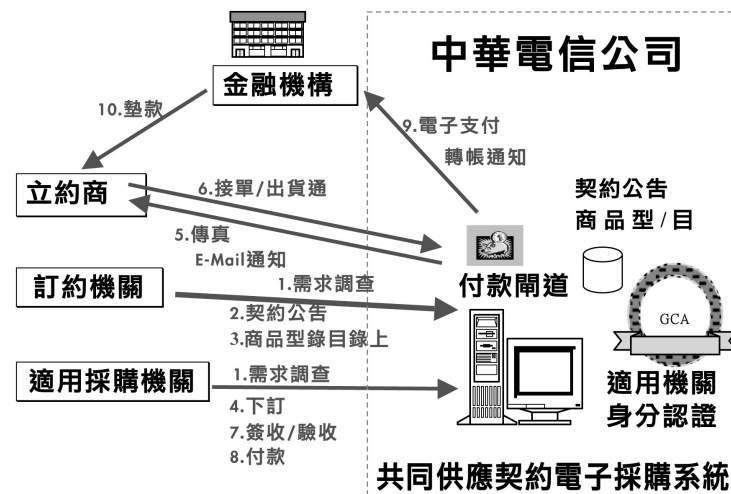 中華電信公司
金融機構
10.墊款
9.電子支付
轉帳通知
立約商
6.接單/出貨通
契約公告
商品型/目
5.傳真
E-Mail通知
付款閘道
訂約機關
1.需求調查
2.契約公告
3.商品型錄目錄上
GCA
適用採購機關
1.需求調查
4.下訂
7.簽收/驗收
8.付款
適用機關
身分認證
共同供應契約電子採購系統